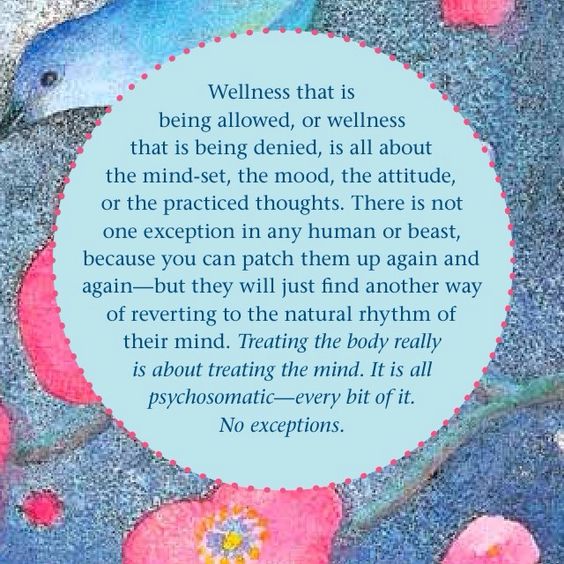 Wellness that is
being allowed, or wellness
that is being denied, is all about
the mind-set, the mood, the attitude,
or the practiced thoughts. There is not
one exception in any human or beast,
because you can patch them up again and
again—but they will just find another way
of reverting to the natural rhythm of
their mind. Treating the body really
is about treating the mind. It is all
psychosomatic—every bit of it.
No exceptions.